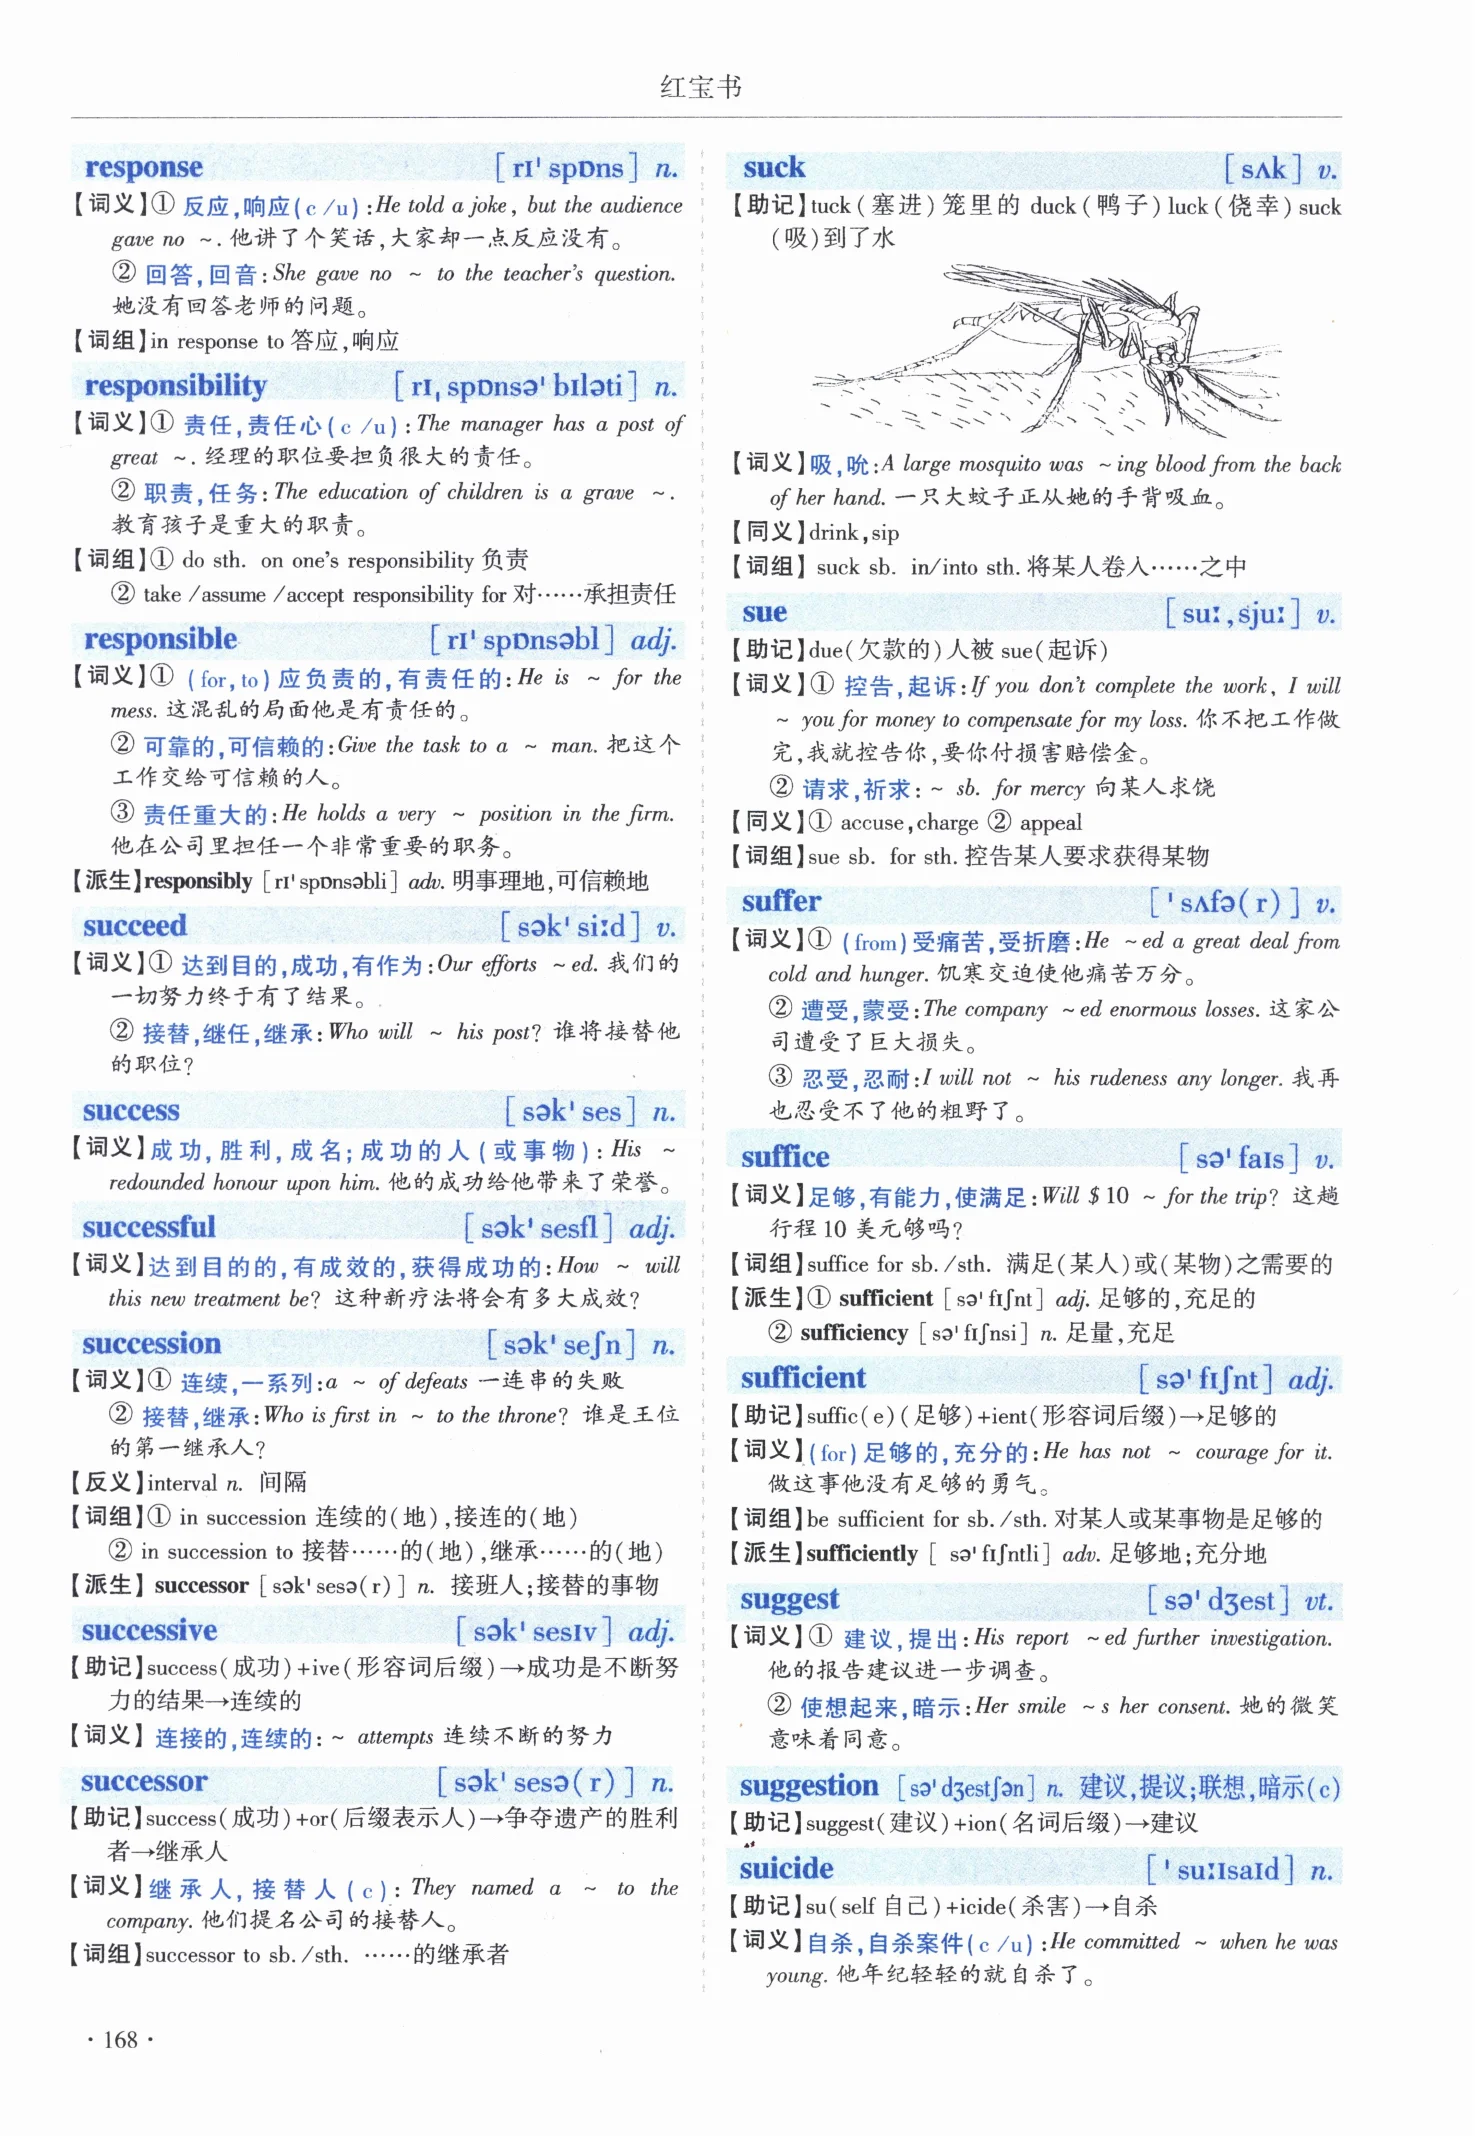 红宝书
response [rɪˈspɒns] n.
【词义】① 反应,响应(c/u):He told a joke, but the audience
gave no ~. 他讲了个笑话,大家却一点反应没有。
② 回答,回音:She gave no ~ to the teacher's question.
她没有回答老师的问题。
【词组】in response to 答应,响应
responsibility [rɪˌspɒnsəˈbɪləti] n.
【词义】① 责任,责任心(c/u):The manager has a post of
great ~. 经理的职位要担负很大的责任。
② 职责,任务:The education of children is a grave ~.
教育孩子是重大的职责。
【词组】① do sth. on one's responsibility 负责
② take /assume /accept responsibility for 对……承担责任
responsible [rɪˈspɒnsəbl] adj.
【词义】① (for,to)应负责的,有责任的:He is ~ for the
mess. 这混乱的局面他是有责任的。
② 可靠的,可信赖的:Give the task to a ~ man. 把这个
工作交给可信赖的人。
③ 责任重大的:He holds a very ~ position in the firm.
他在公司里担任一个非常重要的职务。
【派生】responsibly [rɪˈspɒnsəbli] adv. 明事理地,可信赖地
succeed [səkˈsiːd] v.
【词义】① 达到目的,成功,有作为:Our efforts ~ed. 我们的
一切努力终于有了结果。
② 接替,继任,继承:Who will ~ his post? 谁将接替他
的职位?
success [səkˈses] n.
【词义】成功,胜利,成名;成功的人(或事物):His ~
redounded honour upon him. 他的成功给他带来了荣誉。
successful [səkˈsesfl] adj.
【词义】达到目的的,有成效的,获得成功的:How ~ will
this new treatment be? 这种新疗法将会有多大成效?
succession [səkˈseʃn] n.
【词义】① 连续,一系列:a ~ of defeats 一连串的失败
② 接替,继承:Who is first in ~ to the throne? 谁是王位
的第一继承人?
【反义】interval n. 间隔
【词组】① in succession 连续的(地),接连的(地)
② in succession to 接替……的(地),继承……的(地)
【派生】successor [səkˈsesə(r)] n. 接班人;接替的事物
successive [səkˈsesɪv] adj.
【助记】success(成功)+ive(形容词后缀)→成功是不断努
力的结果→连续的
【词义】连接的,连续的: ~ attempts 连续不断的努力
successor [səkˈsesə(r)] n.
【助记】success(成功)+or(后缀表示人)→争夺遗产的胜利
者→继承人
【词义】继承人,接替人(c): They named a ~ to the
company. 他们提名公司的接替人。
【词组】successor to sb./sth. ……的继承者
suck [sʌk] v.
【助记】tuck(塞进)笼里的 duck(鸭子)luck(侥幸)suck
(吸)到了水
【词义】吸,吮:A large mosquito was ~ing blood from the back
of her hand. 一只大蚊子正从她的手背吸血。
【同义】drink,sip
【词组】suck sb. in/into sth. 将某人卷入……之中
sue [suː,sjuː] v.
【助记】due(欠款的)人被 sue(起诉)
【词义】① 控告,起诉:If you don't complete the work, I will
~ you for money to compensate for my loss. 你不把工作做
完,我就控告你,要你付损害赔偿金。
② 请求,祈求: ~ sb. for mercy 向某人求饶
【同义】① accuse,charge ② appeal
【词组】sue sb. for sth. 控告某人要求获得某物
suffer [ˈsʌfə(r)] v.
【词义】① (from)受痛苦,受折磨:He ~ed a great deal from
cold and hunger. 饥寒交迫使他痛苦万分。
② 遭受,蒙受:The company ~ed enormous losses. 这家公
司遭受了巨大损失。
③ 忍受,忍耐:I will not ~ his rudeness any longer. 我再
也忍受不了他的粗野了。
suffice [səˈfaɪs] v.
【词义】足够,有能力,使满足:Will $10 ~ for the trip? 这趟
行程 10 美元够吗?
【词组】suffice for sb./sth. 满足(某人)或(某物)之需要的
【派生】① sufficient [səˈfɪʃnt] adj. 足够的,充足的
② sufficiency [səˈfɪʃnsi] n. 足量,充足
sufficient [səˈfɪʃnt] adj.
【助记】suffic(e)(足够)+ient(形容词后缀)→足够的
【词义】(for)足够的,充分的:He has not ~ courage for it.
做这事他没有足够的勇气。
【词组】be sufficient for sb./sth. 对某人或某事物是足够的
【派生】sufficiently [səˈfɪʃntli] adv. 足够地;充分地
suggest [səˈdʒest] vt.
【词义】① 建议,提出:His report ~ed further investigation.
他的报告建议进一步调查。
② 使想起来,暗示:Her smile ~s her consent. 她的微笑
意味着同意。
suggestion [səˈdʒestʃən] n. 建议,提议;联想,暗示(c)
【助记】suggest(建议)+ion(名词后缀)→建议
suicide [ˈsuːɪsaɪd] n.
【助记】su(self 自己)+icide(杀害)→自杀
【词义】自杀,自杀案件(c/u):He committed ~ when he was
young. 他年纪轻轻的就自杀了。
·168·